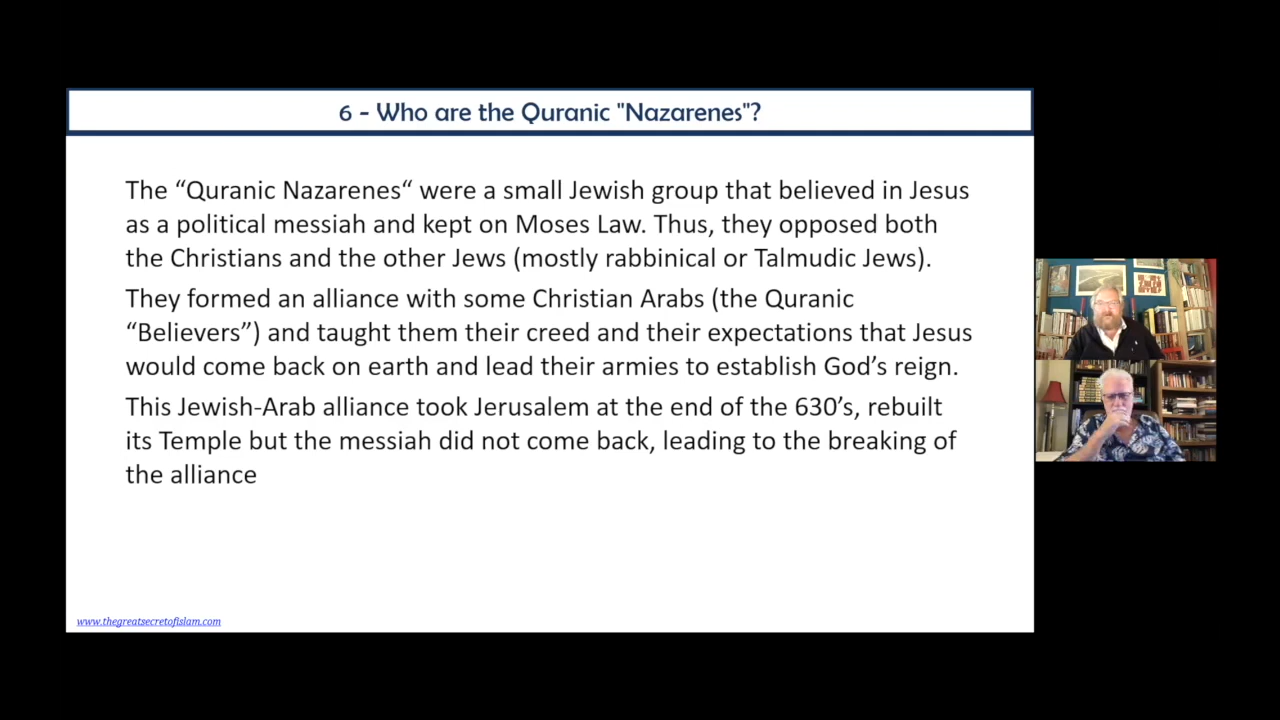 6 - Who are the Quranic "Nazarenes"?
The “Quranic Nazarenes“ were a small Jewish group that believed in Jesus
as a political messiah and kept on Moses Law. Thus, they opposed both
the Christians and the other Jews (mostly rabbinical or Talmudic Jews).
They formed an alliance with some Christian Arabs (the Quranic
“Believers”) and taught them their creed and their expectations that Jesus
would come back on earth and lead their armies to establish God’s reign.
This Jewish-Arab alliance took Jerusalem at the end of the 630’s, rebuilt
its Temple but the messiah did not come back, leading to the breaking of
the alliance
www.thegreatsecretofislam.com